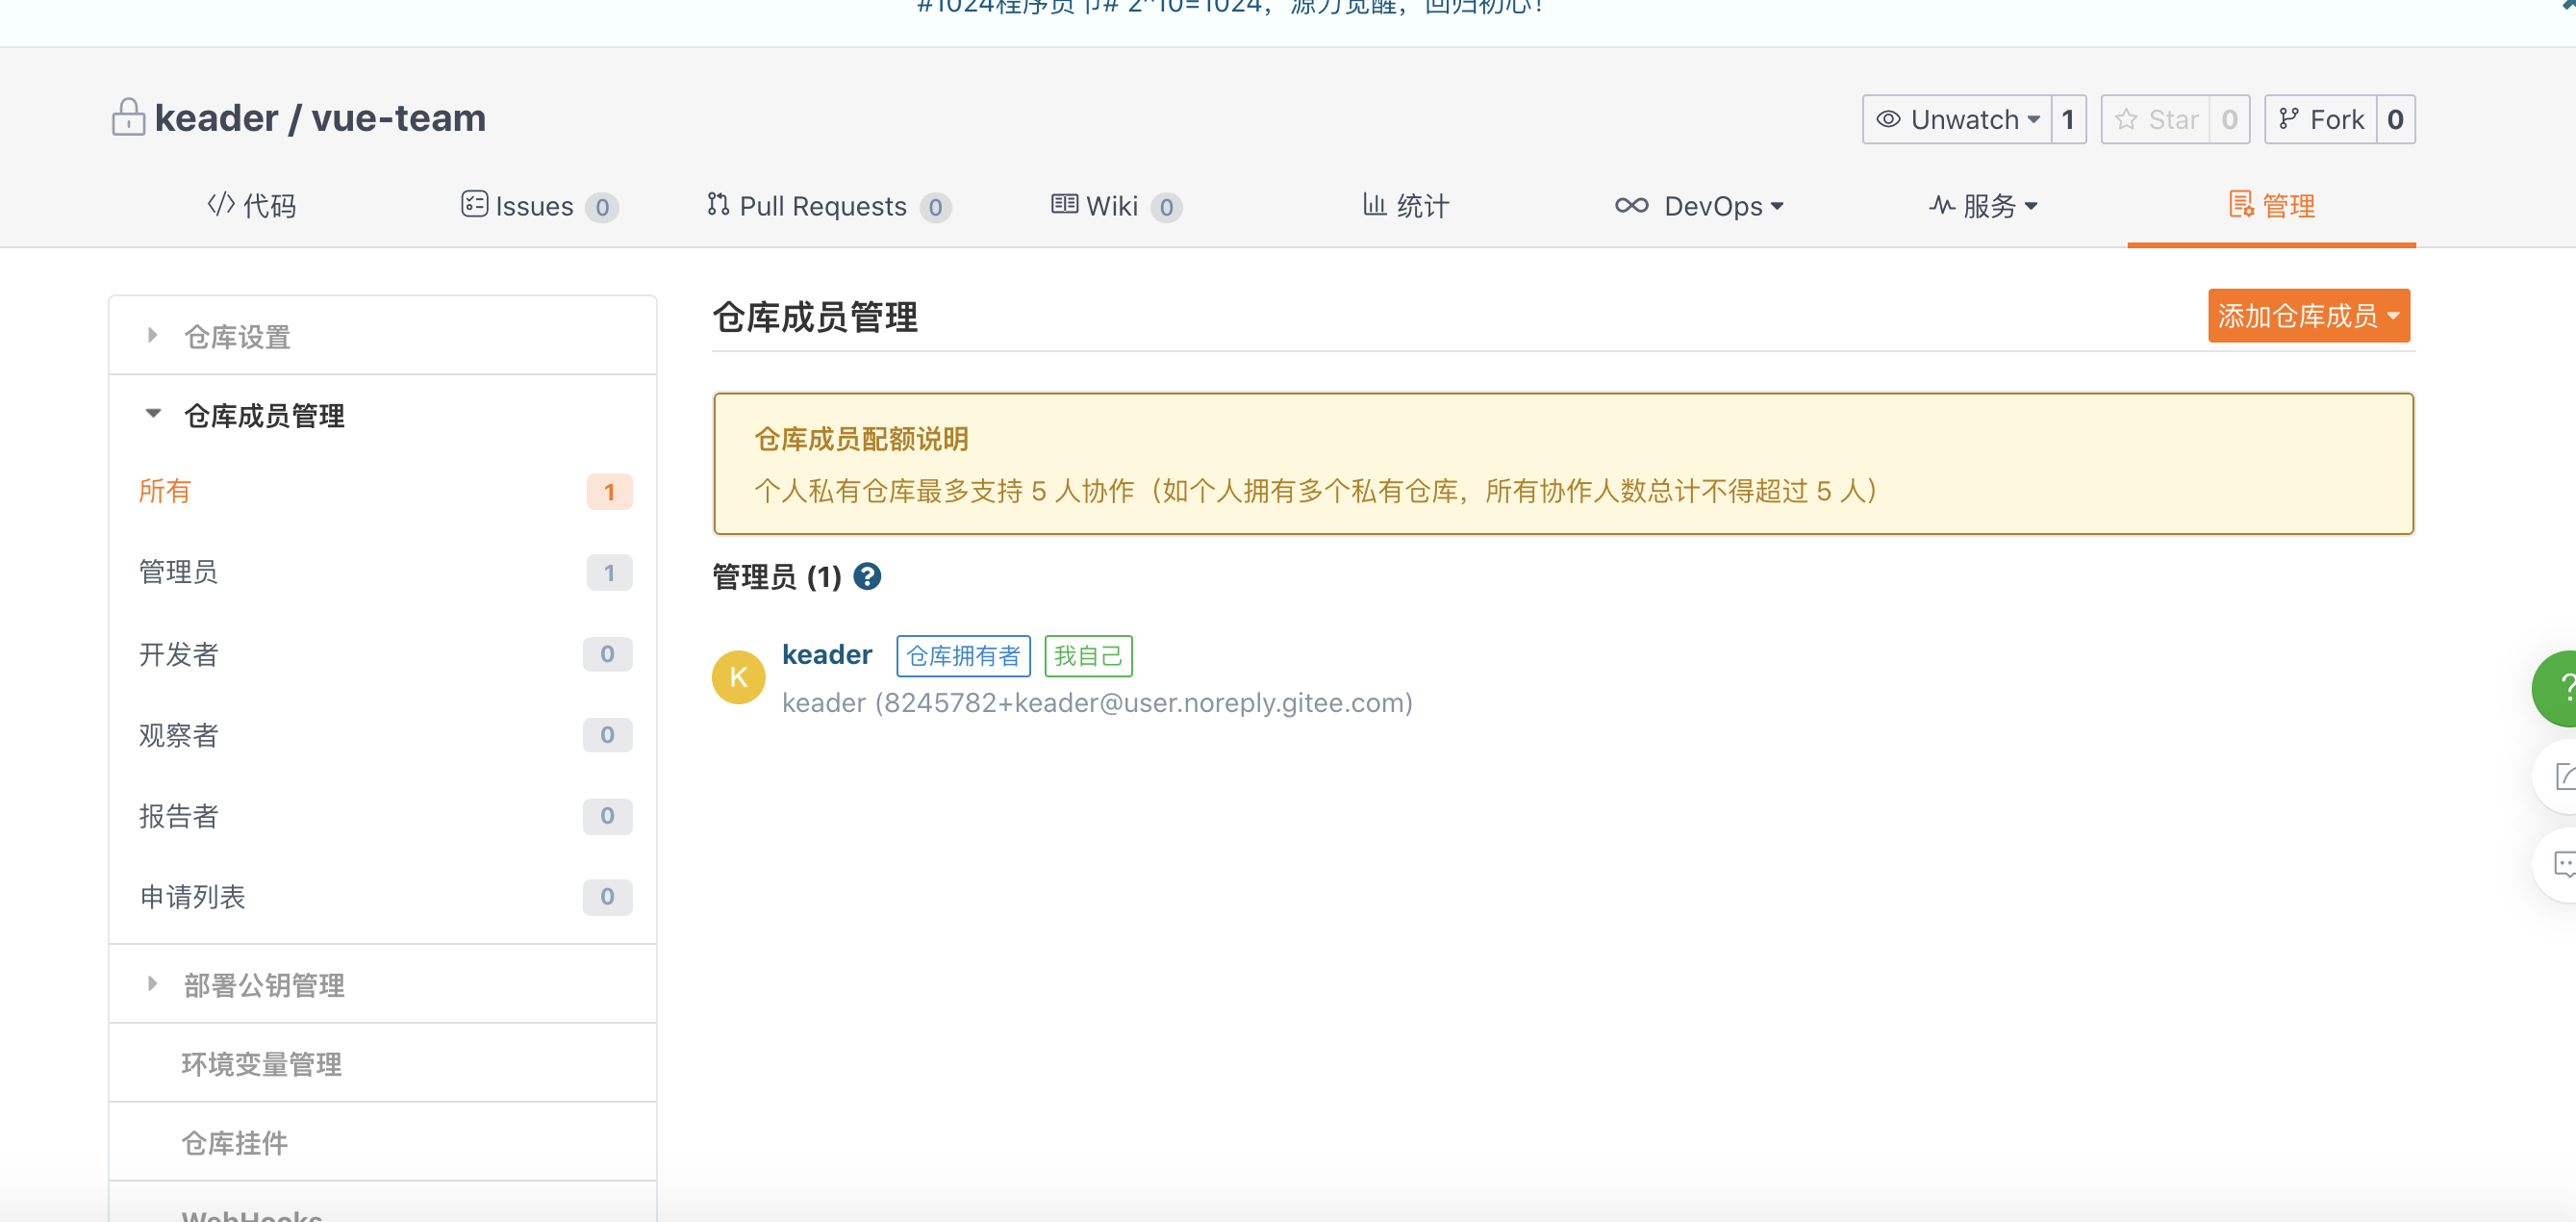 #1024程序员节# 2^10=1024，源力觉醒，回归初心！
keader / vue-team
Unwatch 1
Star 0
Fork 0
代码
Issues 0
Pull Requests 0
Wiki 0
统计
DevOps
服务
管理
仓库设置
仓库成员管理
所有 1
管理员 1
开发者 0
观察者 0
报告者 0
申请列表 0
部署公钥管理
环境变量管理
仓库挂件
WebHooks
仓库成员管理
添加仓库成员
仓库成员配额说明
个人私有仓库最多支持 5 人协作（如个人拥有多个私有仓库，所有协作人数总计不得超过 5 人）
管理员 (1) ?
K
keader 仓库拥有者 我自己
keader (8245782+keader@user.noreply.gitee.com)
?